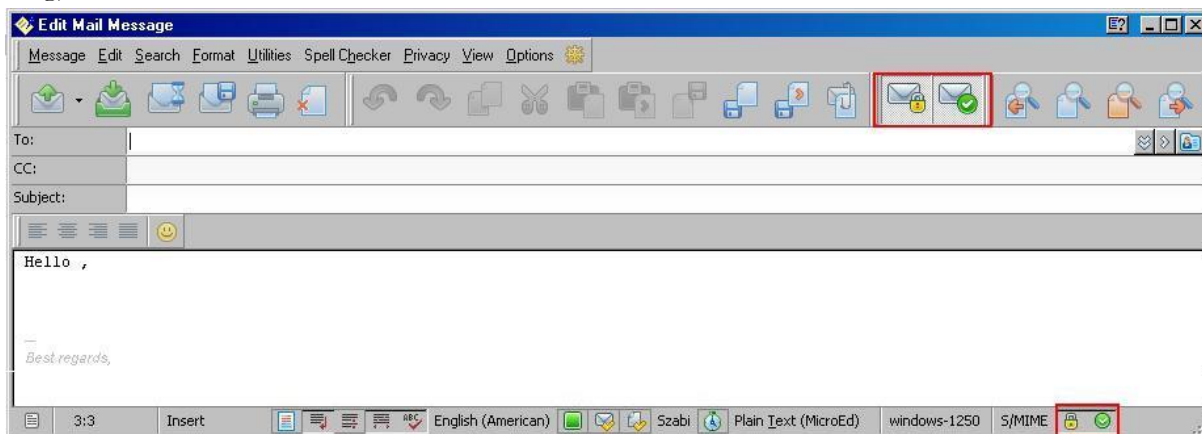 Edit Mail Message
Message Edit Search Format Utilities Spell Checker Privacy View Options
To:
CC:
Subject:
Hello ,
--
Best regards,
3:3 Insert ABC English (American) Szabi Plain Text (MicroEd) windows-1250 S/MIME